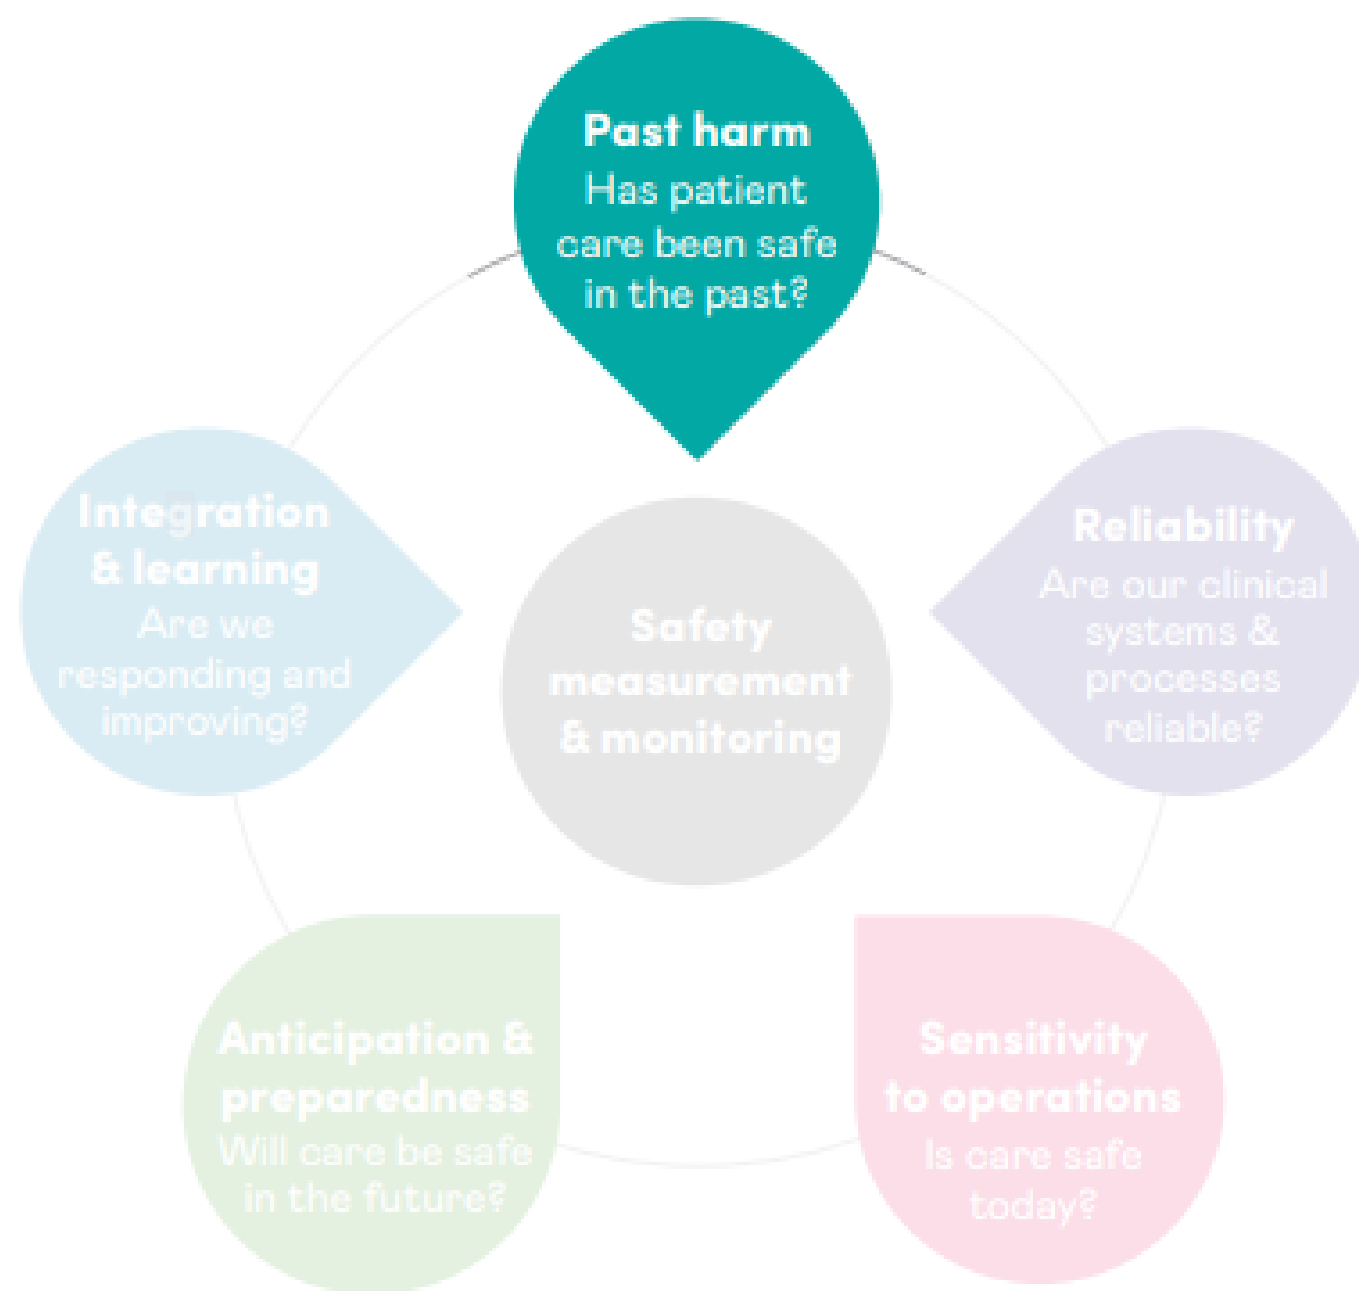 Past harm
Has patient
care been safe
in the past?
Integration
& learning
Are we
responding and
improving?
Safety
measurement
& monitoring
Reliability
Are our clinical
systems &
processes
reliable?
Anticipation &
preparedness
Will care be safe
in the future?
Sensitivity
to operations
Is care safe
today?